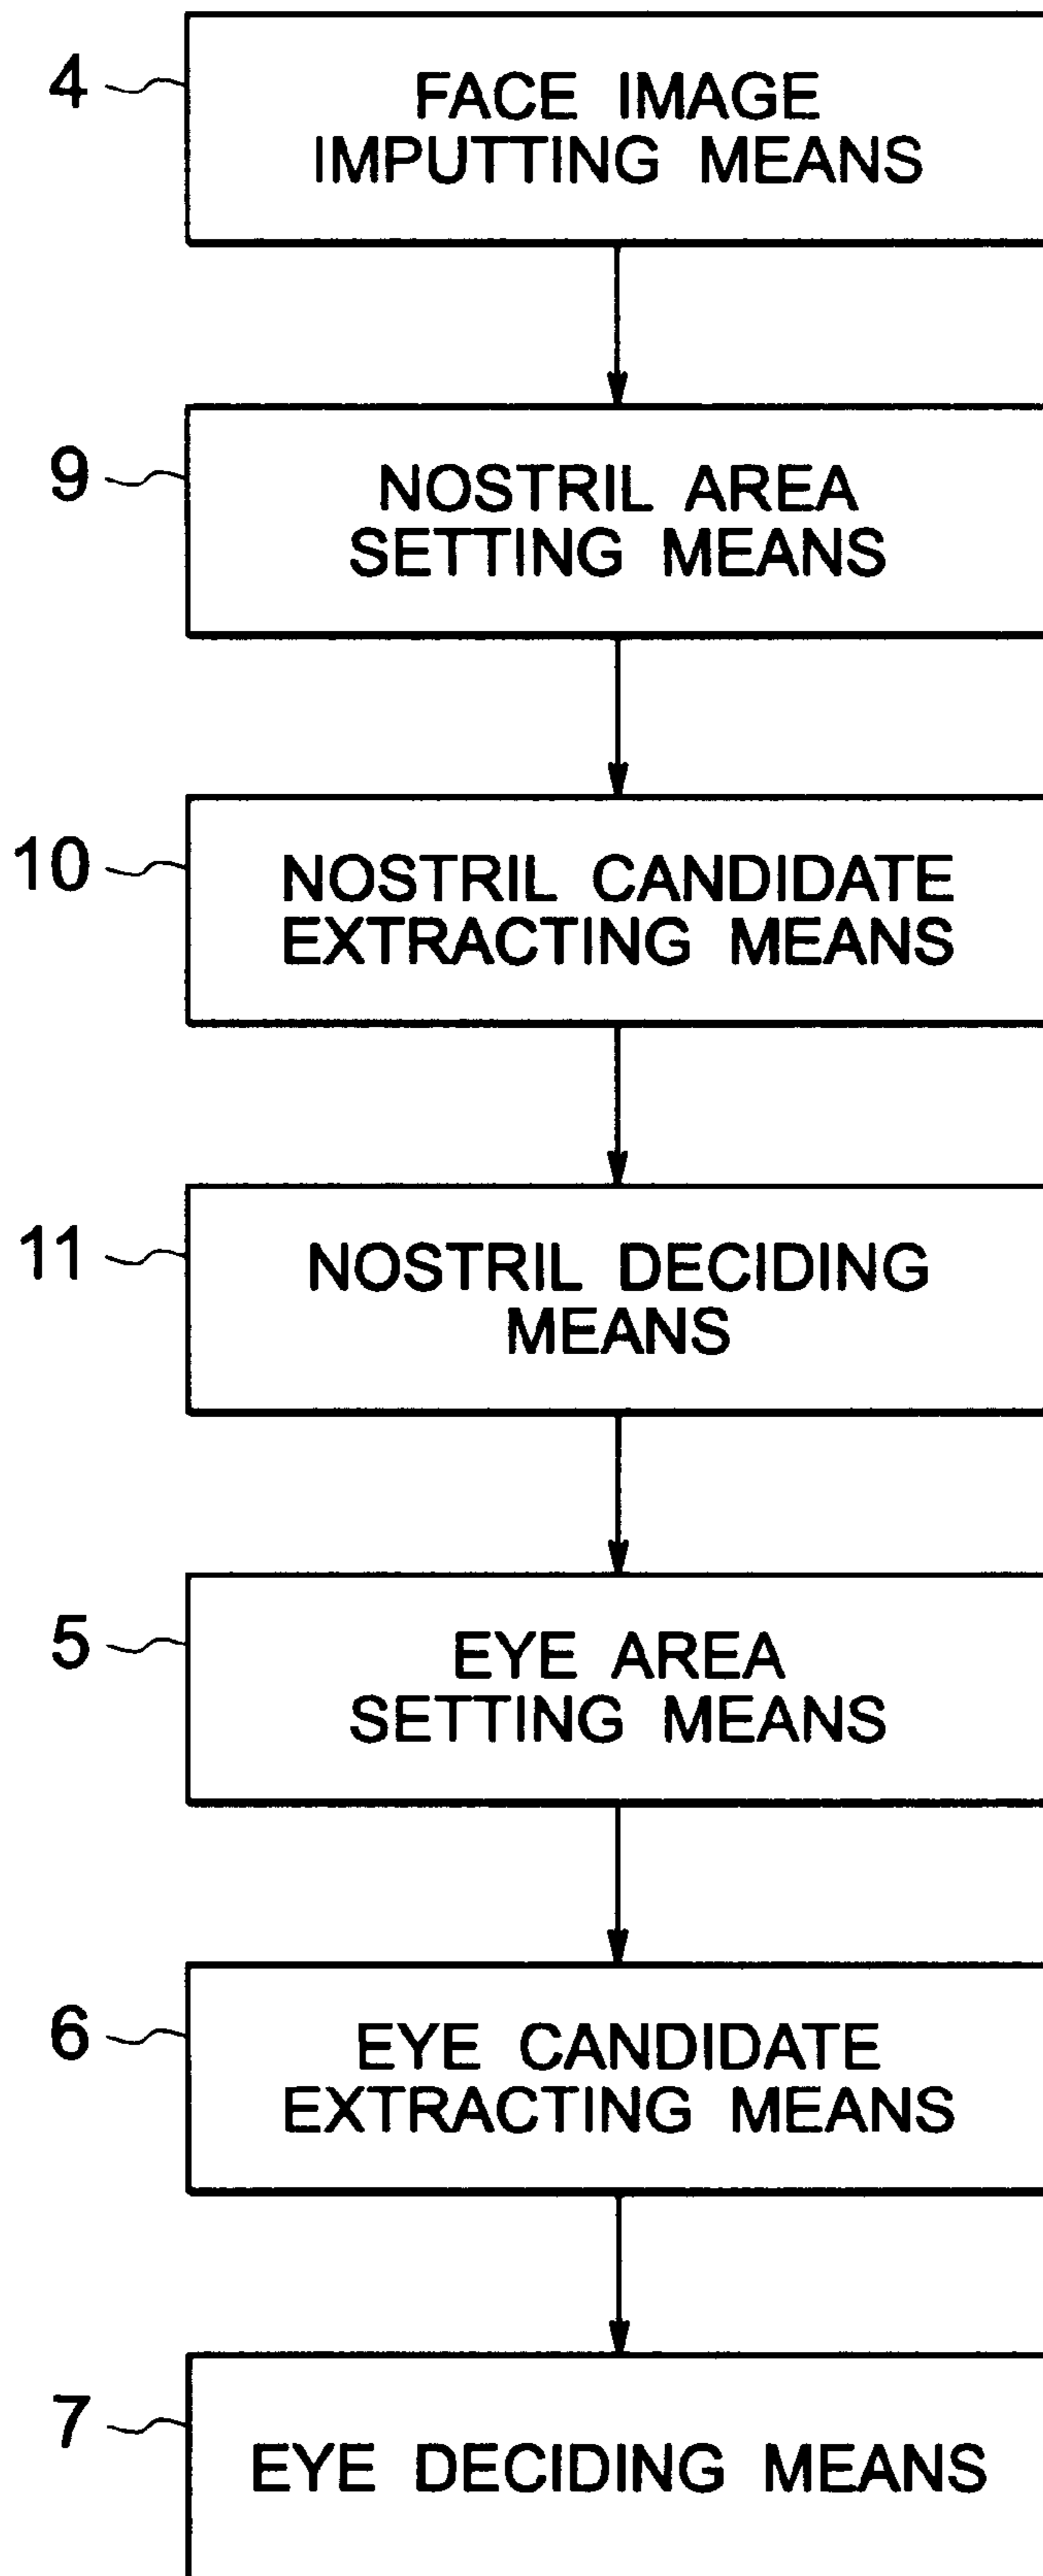 4
FACE IMAGE
IMPUTTING MEANS
9
NOSTRIL AREA
SETTING MEANS
10
NOSTRIL CANDIDATE
EXTRACTING MEANS
11
NOSTRIL DECIDING
MEANS
5
EYE AREA
SETTING MEANS
6
EYE CANDIDATE
EXTRACTING MEANS
7
EYE DECIDING MEANS